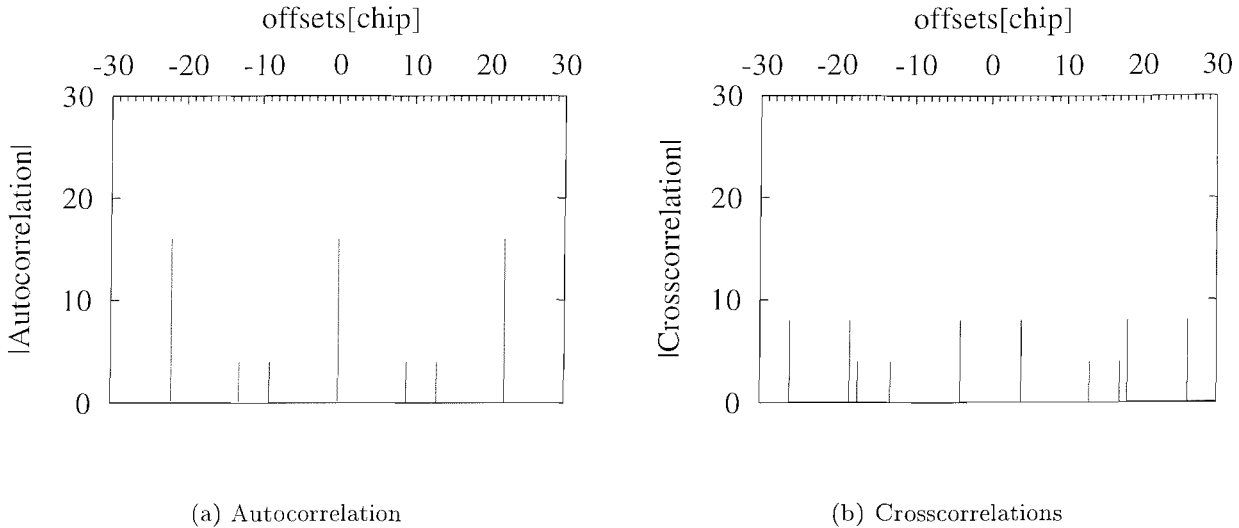 offsets[chip]
-30 -20 -10 0 10 20 30
30
20
10
0
|Autocorrelation|
(a) Autocorrelation
offsets[chip]
-30 -20 -10 0 10 20 30
30
20
10
0
|Crosscorrelation|
(b) Crosscorrelations